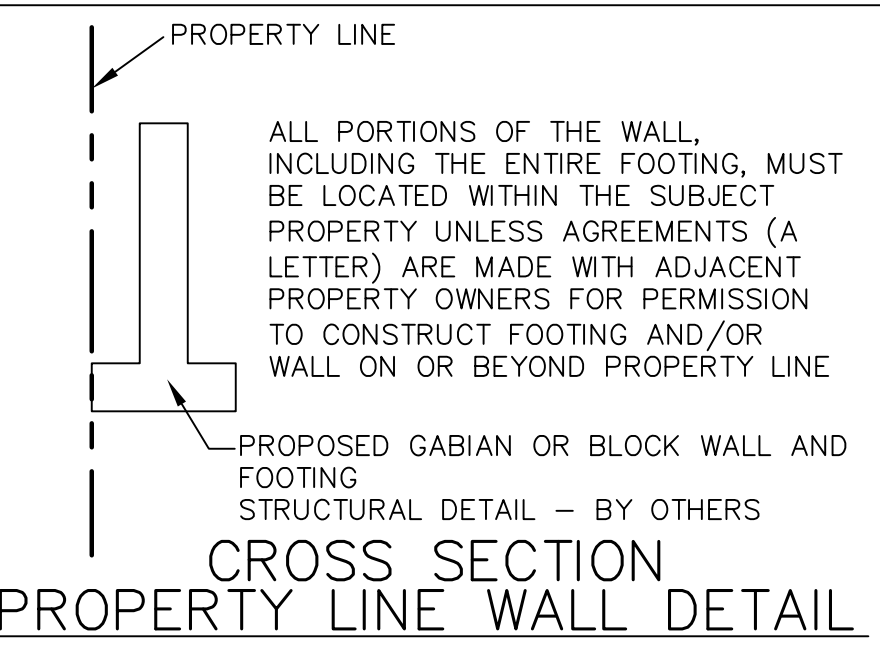 PROPERTY LINE
ALL PORTIONS OF THE WALL,
INCLUDING THE ENTIRE FOOTING, MUST
BE LOCATED WITHIN THE SUBJECT
PROPERTY UNLESS AGREEMENTS (A
LETTER) ARE MADE WITH ADJACENT
PROPERTY OWNERS FOR PERMISSION
TO CONSTRUCT FOOTING AND/OR
WALL ON OR BEYOND PROPERTY LINE
PROPOSED GABIAN OR BLOCK WALL AND
FOOTING
STRUCTURAL DETAIL – BY OTHERS
CROSS SECTION
PROPERTY LINE WALL DETAIL